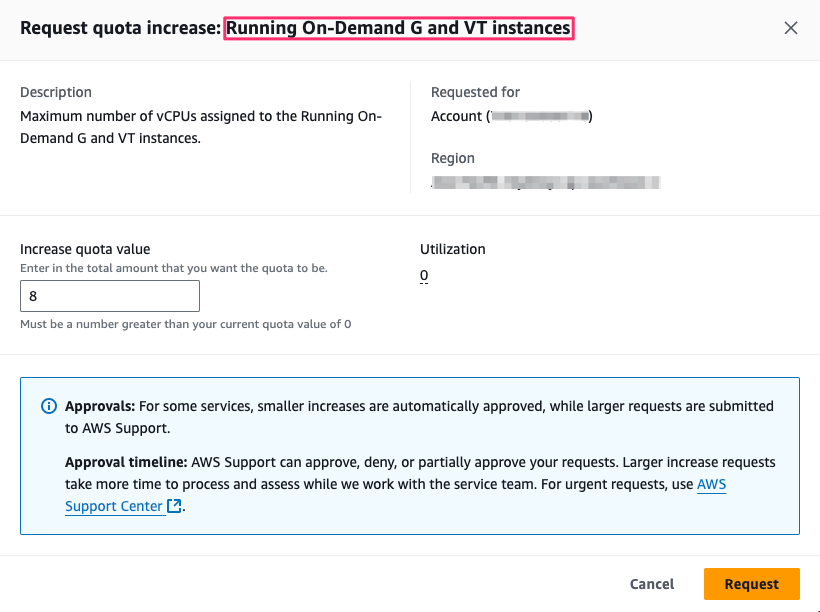 Request quota increase: Running On-Demand G and VT instances
Description
Maximum number of vCPUs assigned to the Running On-
Demand G and VT instances.
Requested for
Account (
)
Region
Increase quota value
Enter in the total amount that you want the quota to be.
8
Must be a number greater than your current quota value of 0
Utilization
0
Approvals: For some services, smaller increases are automatically approved, while larger requests are submitted
to AWS Support.
Approval timeline: AWS Support can approve, deny, or partially approve your requests. Larger increase requests
take more time to process and assess while we work with the service team. For urgent requests, use AWS
Support Center.
Cancel
Request